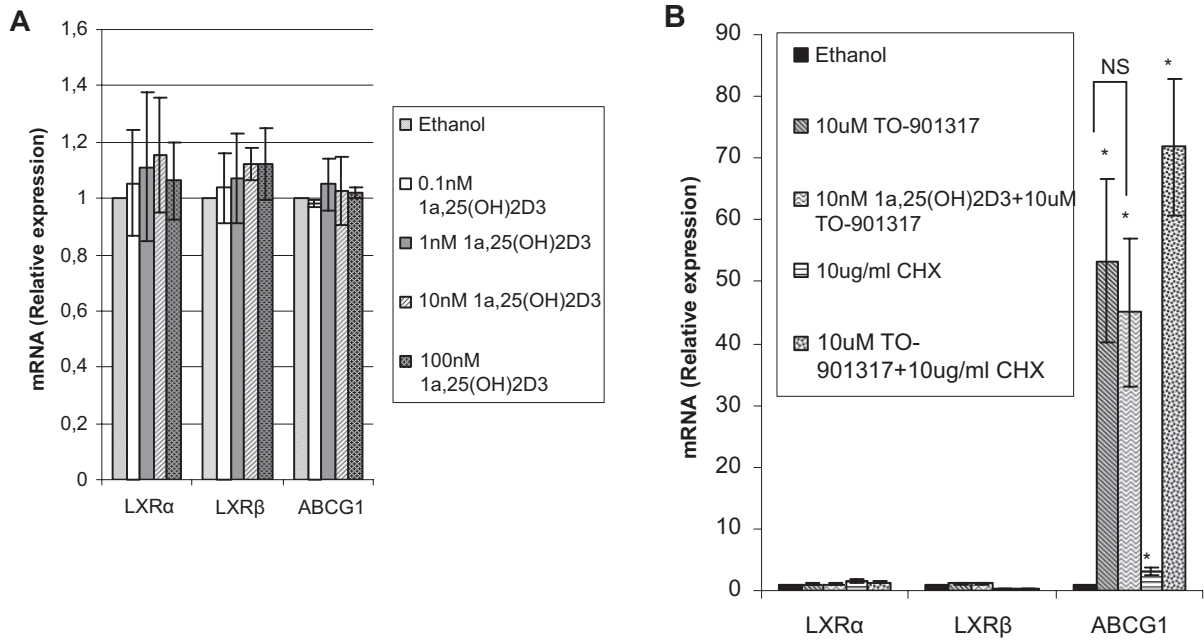 A
mRNA (Relative expression)
1,6
1,4
1,2
1
0,8
0,6
0,4
0,2
0
LXRα
LXRβ
ABCG1
Ethanol
0.1nM
1a,25(OH)2D3
1nM 1a,25(OH)2D3
10nM 1a,25(OH)2D3
100nM
1a,25(OH)2D3
B
mRNA (Relative expression)
90
80
70
60
50
40
30
20
10
0
Ethanol
10uM TO-901317
10nM 1a,25(OH)2D3+10uM
TO-901317
10ug/ml CHX
10uM TO-
901317+10ug/ml CHX
NS
*
*
*
*
LXRα
LXRβ
ABCG1